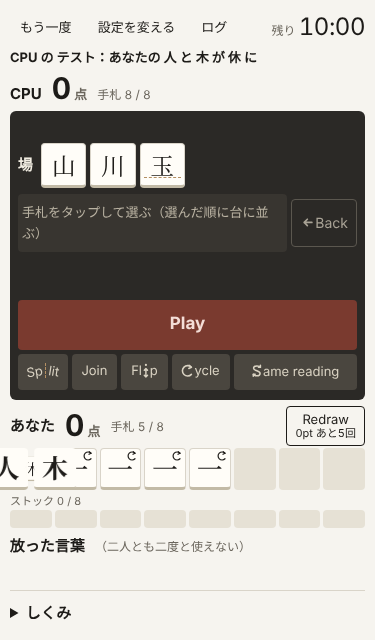 もう一度 設定を変える ログ 残り 10:00
CPU のテスト：あなたの 人 と 木 が 休 に
CPU 0点 手札 8 / 8
場 山 川 玉
手札をタップして選ぶ（選んだ順に台に並ぶ）
←Back
Play
Split Join Flip Cycle Same reading
あなた 0点 手札 5 / 8
Redraw
0pt あと5回
人 木 一 一 一 一
ストック 0 / 8
放った言葉 （二人とも二度と使えない）
▶ しくみ